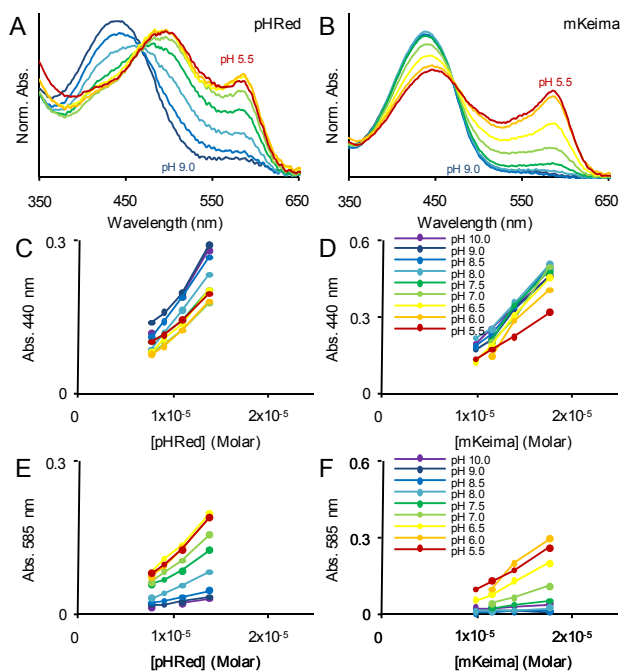 A
pHRed
Norm. Abs.
pH 5.5
pH 9.0
350
450
550
650
Wavelength (nm)
B
mKeima
Norm. Abs.
pH 5.5
pH 9.0
350
450
550
650
Wavelength (nm)
C
Abs. 440 nm
0.3
0
0
1x10-5
2x10-5
[pHRed] (Molar)
D
Abs. 440 nm
0.6
0.3
0
pH 10.0
pH 9.0
pH 8.5
pH 8.0
pH 7.5
pH 7.0
pH 6.5
pH 6.0
pH 5.5
0
1x10-5
2x10-5
[mKeima] (Molar)
E
Abs. 585 nm
0.3
0
0
1x10-5
2x10-5
[pHRed] (Molar)
F
Abs. 585 nm
0.6
0.3
0
pH 10.0
pH 9.0
pH 8.5
pH 8.0
pH 7.5
pH 7.0
pH 6.5
pH 6.0
pH 5.5
0
1x10-5
2x10-5
[mKeima] (Molar)